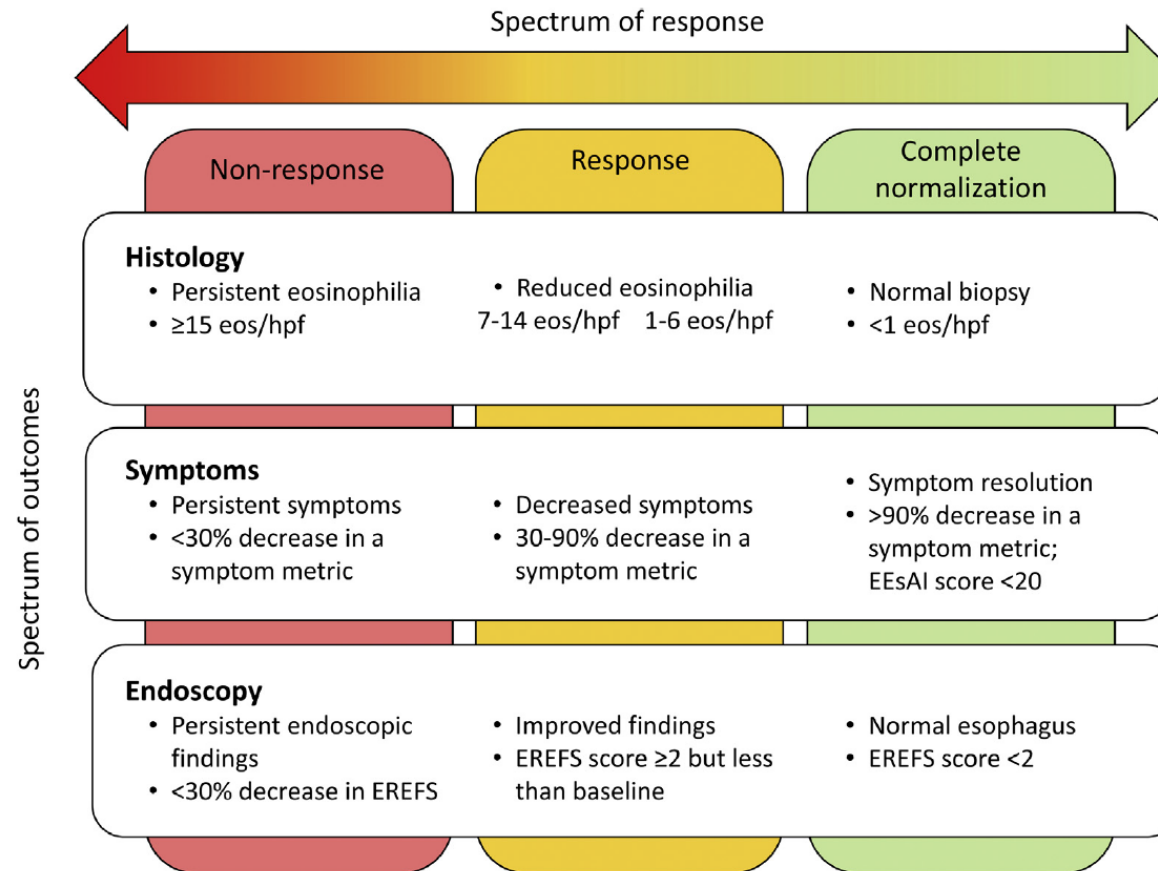 Spectrum of response
Non-response
Response
Complete
normalization
Histology
• Persistent eosinophilia
• ≥15 eos/hpf
• Reduced eosinophilia
7-14 eos/hpf 1-6 eos/hpf
• Normal biopsy
• <1 eos/hpf
Spectrum of outcomes
Symptoms
• Persistent symptoms
• <30% decrease in a
symptom metric
• Decreased symptoms
• 30-90% decrease in a
symptom metric
• Symptom resolution
• >90% decrease in a
symptom metric;
EEsAI score <20
Endoscopy
• Persistent endoscopic
findings
• <30% decrease in EREFS
• Improved findings
• EREFS score ≥2 but less
than baseline
• Normal esophagus
• EREFS score <2